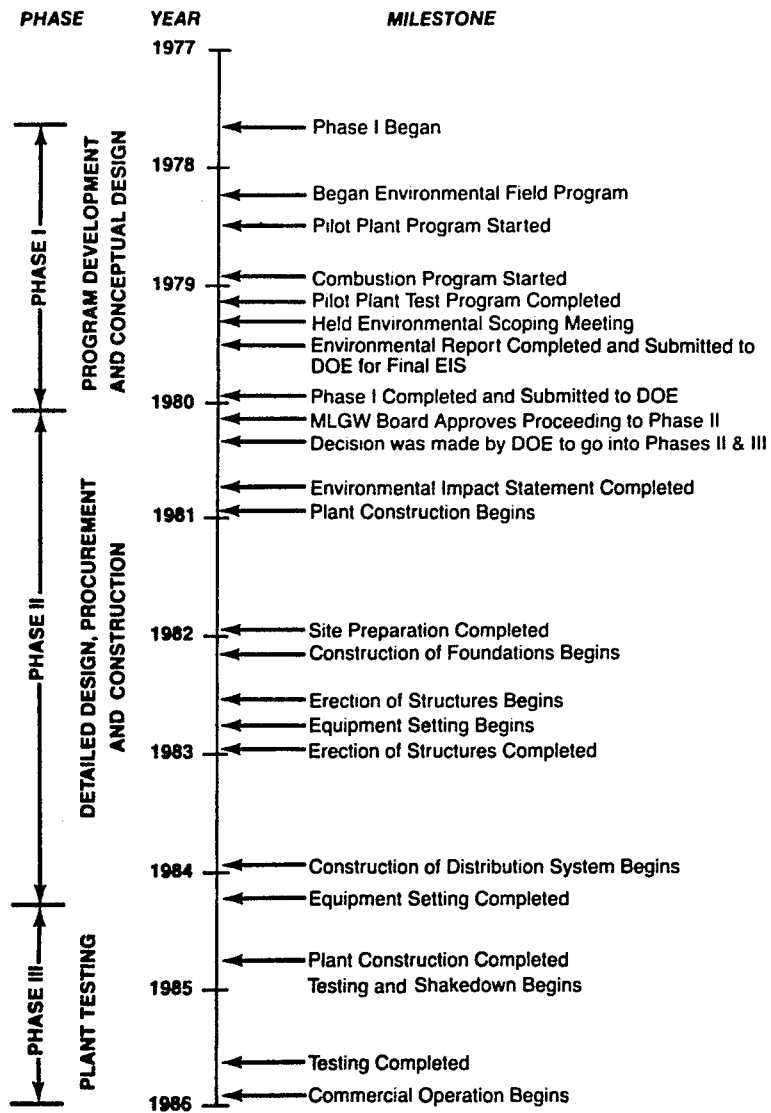 PHASE YEAR MILESTONE
1977
Phase I Began
1978
Began Environmental Field Program
Pilot Plant Program Started
Combustion Program Started
1979
Pilot Plant Test Program Completed
Held Environmental Scoping Meeting
Environmental Report Completed and Submitted to
DOE for Final EIS
Phase I Completed and Submitted to DOE
1980
MLGW Board Approves Proceeding to Phase II
Decision was made by DOE to go into Phases II & III
Environmental Impact Statement Completed
Plant Construction Begins
1981
Site Preparation Completed
1982
Construction of Foundations Begins
Erection of Structures Begins
Equipment Setting Begins
Erection of Structures Completed
1983
Construction of Distribution System Begins
1984
Equipment Setting Completed
Plant Construction Completed
Testing and Shakedown Begins
1985
Testing Completed
Commercial Operation Begins
1986
PHASE I
PROGRAM DEVELOPMENT
AND CONCEPTUAL DESIGN
PHASE II
DETAILED DESIGN, PROCUREMENT
AND CONSTRUCTION
PHASE III
PLANT TESTING